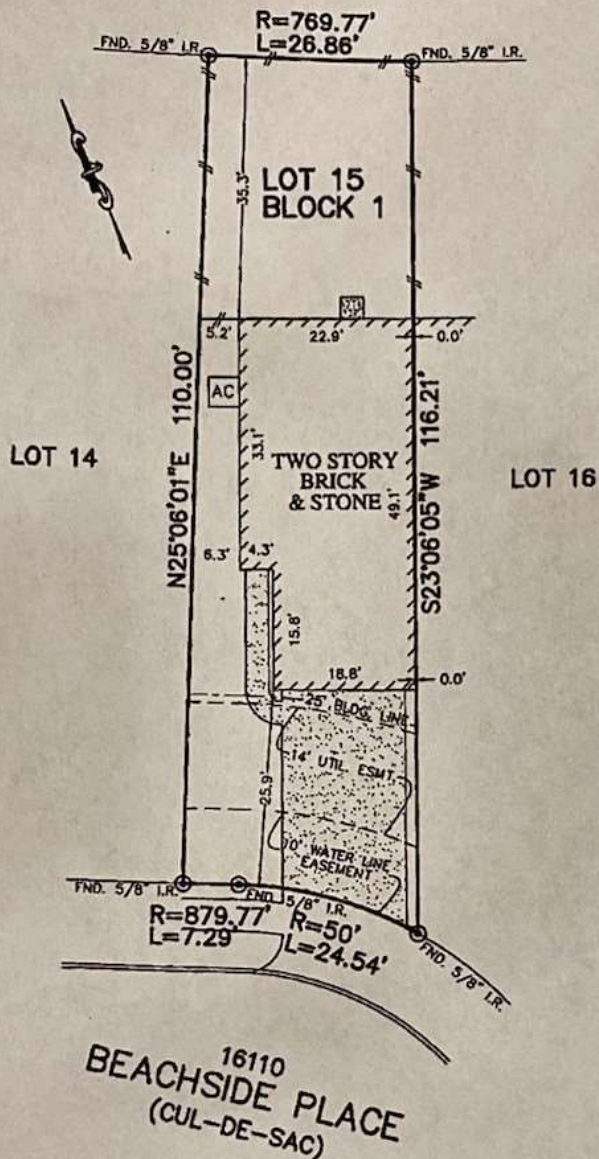 R=769.77'
L=26.86'
FND. 5/8" I.R.
FND. 5/8" I.R.
35.3'
LOT 15
BLOCK 1
5.2'
22.9'
0.0'
AC
N25°06'01"E 110.00'
33.1'
TWO STORY
BRICK
& STONE
49.1'
S23°06'05"W 116.21'
LOT 14
LOT 16
6.3'
4.3'
15.8'
18.8'
0.0'
25' BLDG. LINE
14' UTIL. ESMT.
25.9'
10' WATER LINE
EASEMENT
FND. 5/8" I.R.
FND. 5/8" I.R.
FND. 5/8" I.R.
R=879.77'
L=7.29'
R=50'
L=24.54'
16110
BEACHSIDE PLACE
(CUL-DE-SAC)